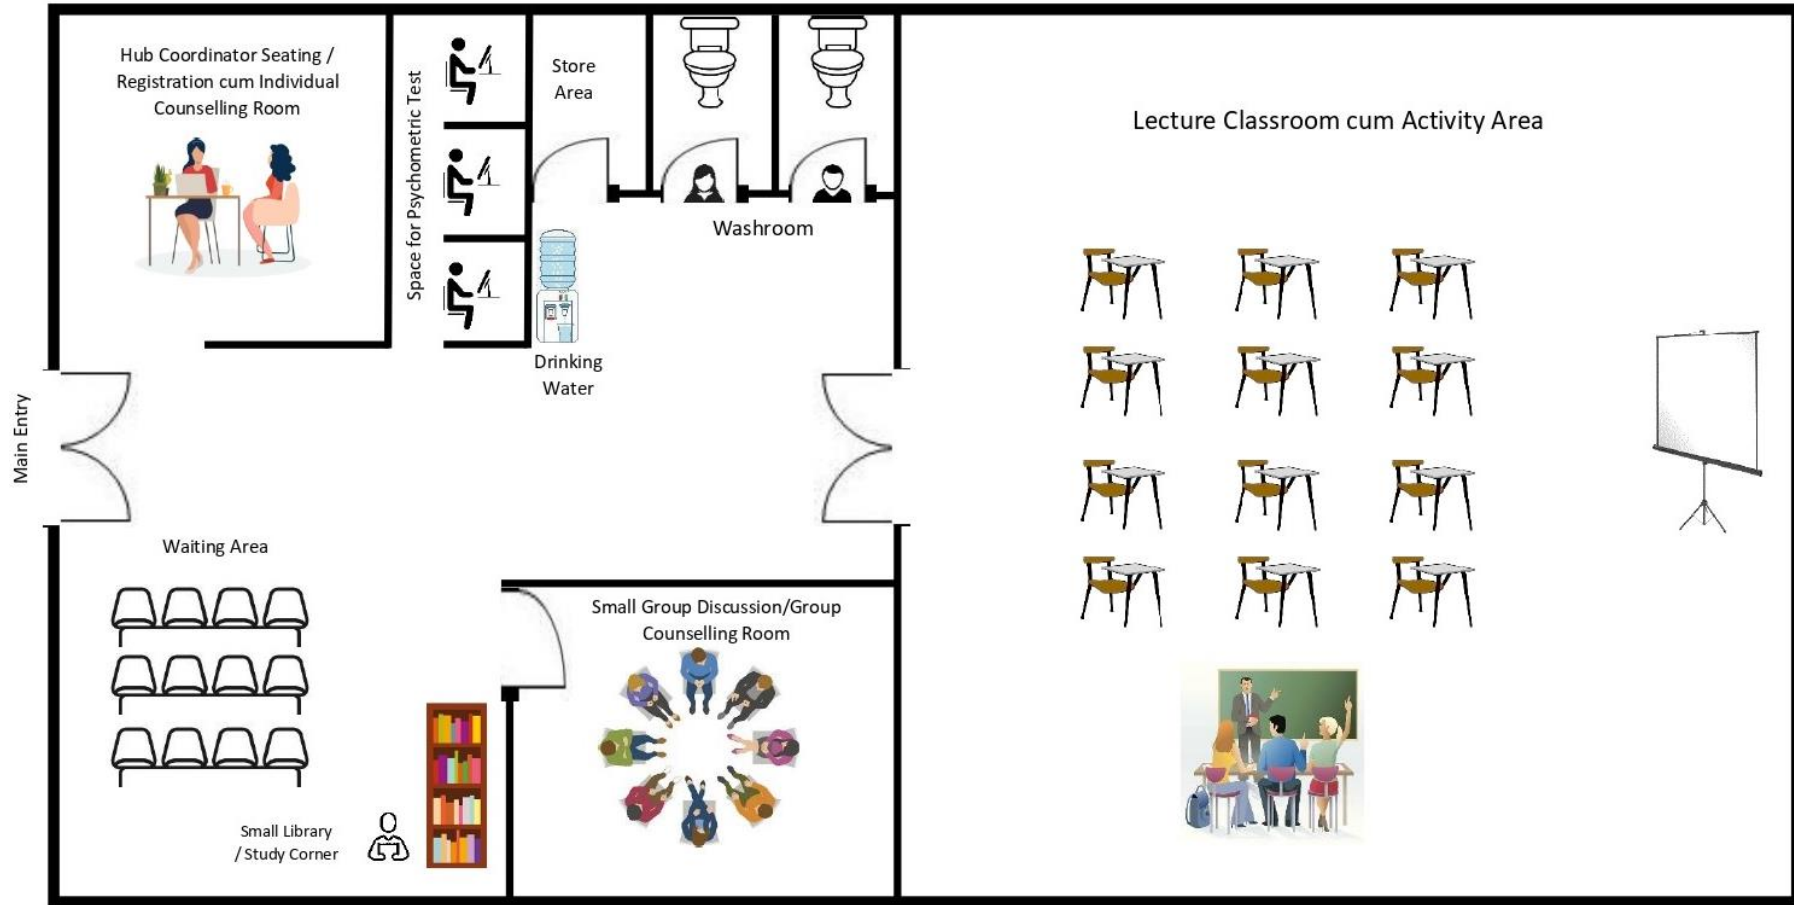 Hub Coordinator Seating /
Registration cum Individual
Counselling Room
Space for Psychometric Test
Store
Area
Washroom
Lecture Classroom cum Activity Area
Drinking
Water
Main Entry
Waiting Area
Small Group Discussion/Group
Counselling Room
Small Library
/ Study Corner